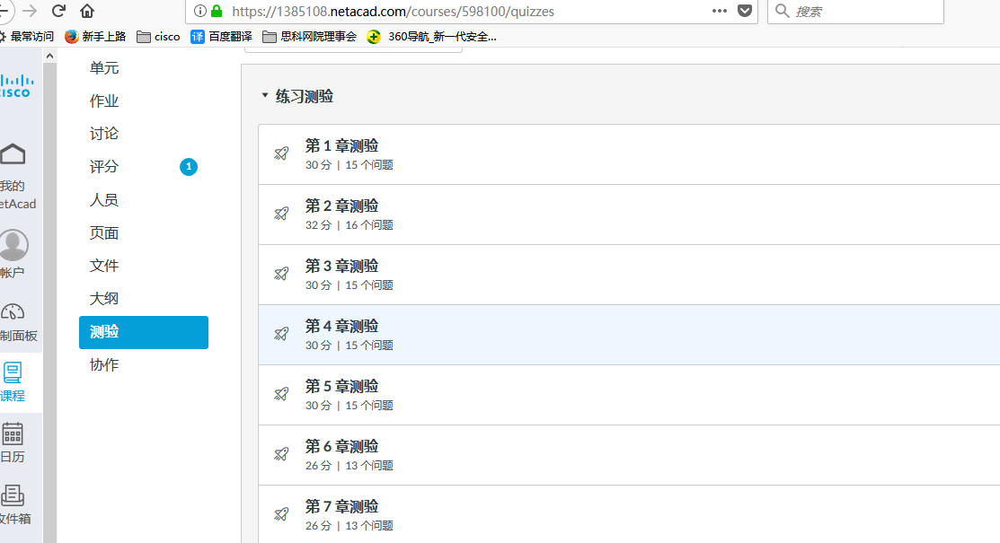 https://1385108.netacad.com/courses/598100/quizzes
搜索
最常访问 新手上路 cisco 译 百度翻译 思科网院理事会 360导航_新一代安全...
CISCO
我的
etAcad
帐户
制面板
课程
日历
文件箱
单元
作业
讨论
评分 1
人员
页面
文件
大纲
测验
协作
练习测验
第 1 章测验
30 分 | 15 个问题
第 2 章测验
32 分 | 16 个问题
第 3 章测验
30 分 | 15 个问题
第 4 章测验
30 分 | 15 个问题
第 5 章测验
30 分 | 15 个问题
第 6 章测验
26 分 | 13 个问题
第 7 章测验
26 分 | 13 个问题